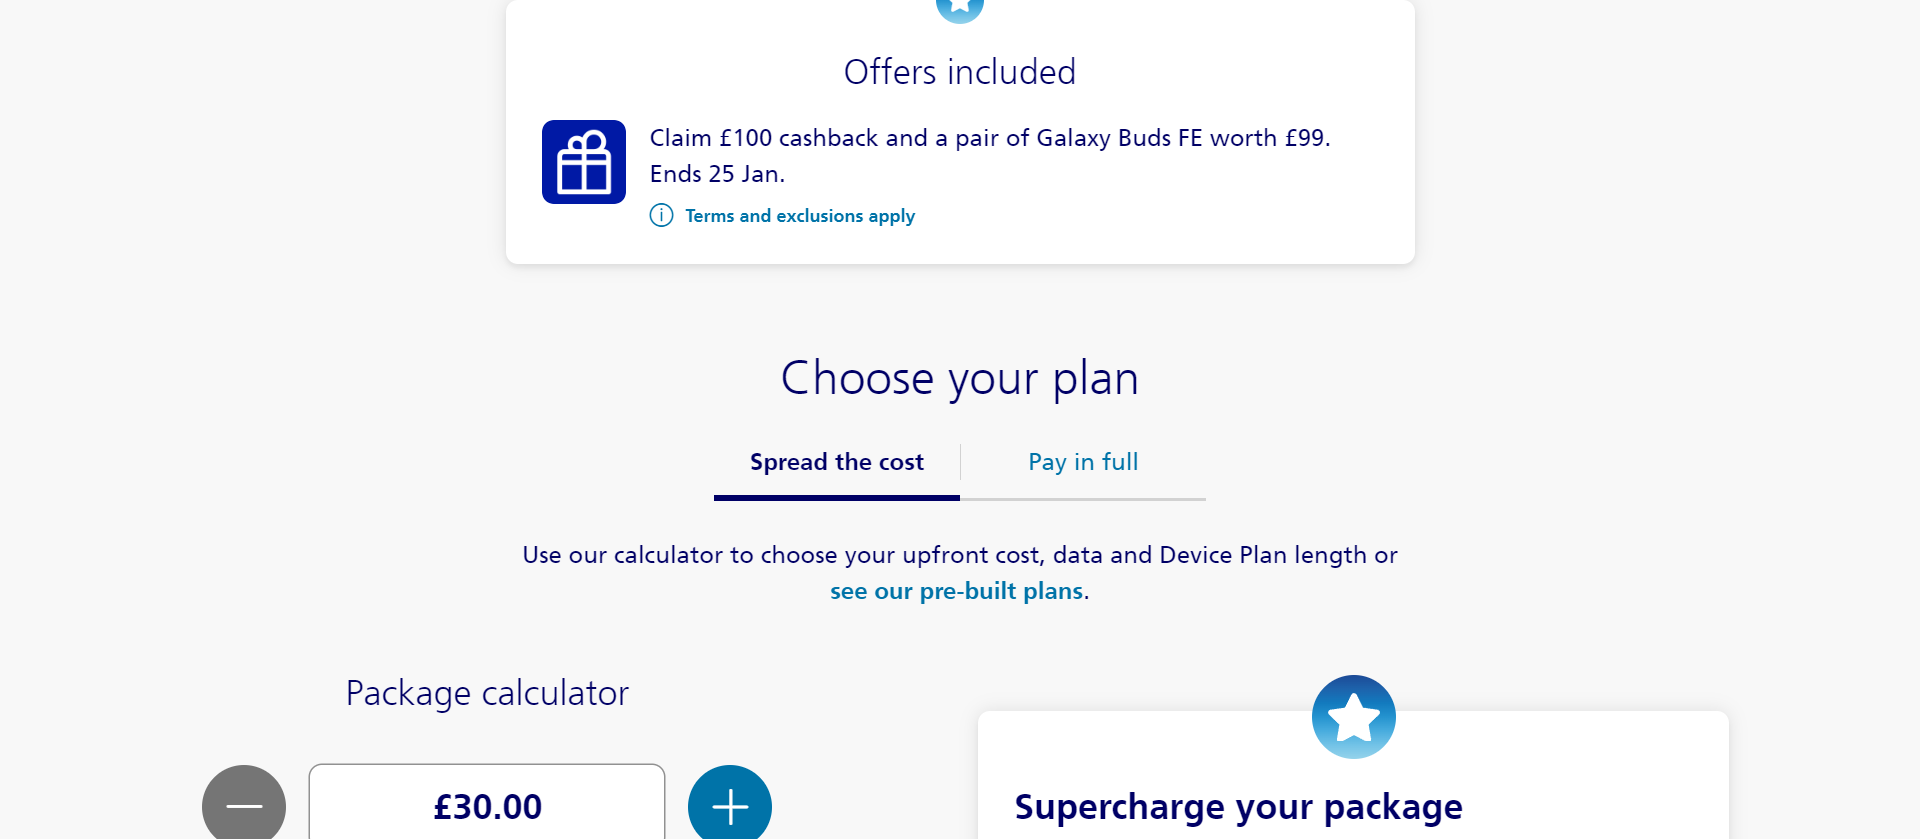 Offers included
Claim £100 cashback and a pair of Galaxy Buds FE worth £99.
Ends 25 Jan.
Terms and exclusions apply
Choose your plan
Spread the cost
Pay in full
Use our calculator to choose your upfront cost, data and Device Plan length or
see our pre-built plans.
Package calculator
£30.00
Supercharge your package